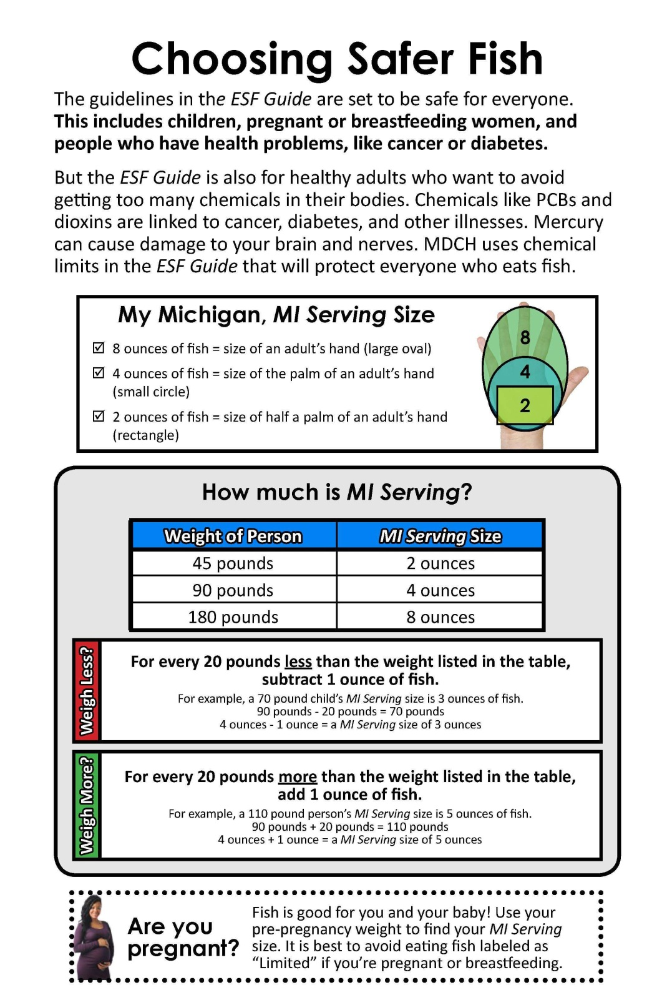 Choosing Safer Fish
The guidelines in the ESF Guide are set to be safe for everyone.
This includes children, pregnant or breastfeeding women, and
people who have health problems, like cancer or diabetes.
But the ESF Guide is also for healthy adults who want to avoid
getting too many chemicals in their bodies. Chemicals like PCBs and
dioxins are linked to cancer, diabetes, and other illnesses. Mercury
can cause damage to your brain and nerves. MDCH uses chemical
limits in the ESF Guide that will protect everyone who eats fish.
My Michigan, MI Serving Size
☑ 8 ounces of fish = size of an adult’s hand (large oval)
☑ 4 ounces of fish = size of the palm of an adult’s hand
(small circle)
☑ 2 ounces of fish = size of half a palm of an adult’s hand
(rectangle)
8
4
2
How much is MI Serving?
Weight of Person MI Serving Size
45 pounds 2 ounces
90 pounds 4 ounces
180 pounds 8 ounces
Weigh Less?
For every 20 pounds less than the weight listed in the table,
subtract 1 ounce of fish.
For example, a 70 pound child’s MI Serving size is 3 ounces of fish.
90 pounds - 20 pounds = 70 pounds
4 ounces - 1 ounce = a MI Serving size of 3 ounces
Weigh More?
For every 20 pounds more than the weight listed in the table,
add 1 ounce of fish.
For example, a 110 pound person’s MI Serving size is 5 ounces of fish.
90 pounds + 20 pounds = 110 pounds
4 ounces + 1 ounce = a MI Serving size of 5 ounces
Are you
pregnant?
Fish is good for you and your baby! Use your
pre-pregnancy weight to find your MI Serving
size. It is best to avoid eating fish labeled as
“Limited” if you’re pregnant or breastfeeding.